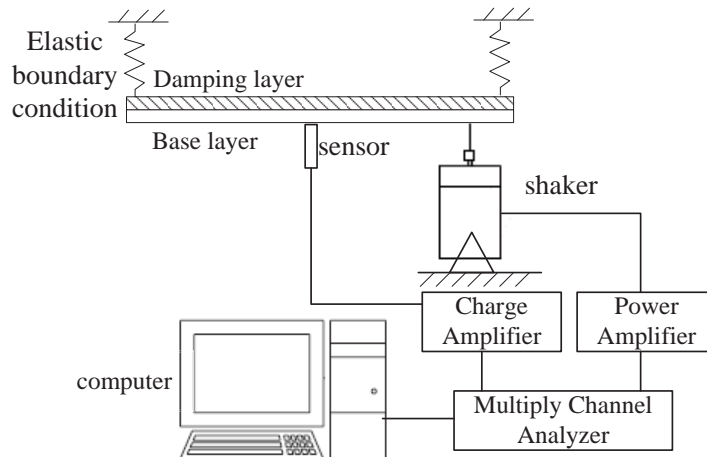 Elastic
boundary
condition
Damping layer
Base layer
sensor
shaker
Charge
Amplifier
Power
Amplifier
computer
Multiply Channel
Analyzer